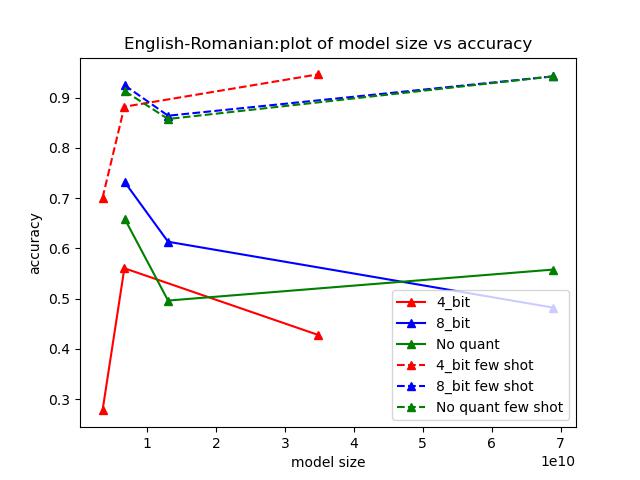 English-Romanian:plot of model size vs accuracy
accuracy
0.9
0.8
0.7
0.6
0.5
0.4
0.3
4_bit
8_bit
No quant
4_bit few shot
8_bit few shot
No quant few shot
1 2 3 4 5 6 7
1e10
model size